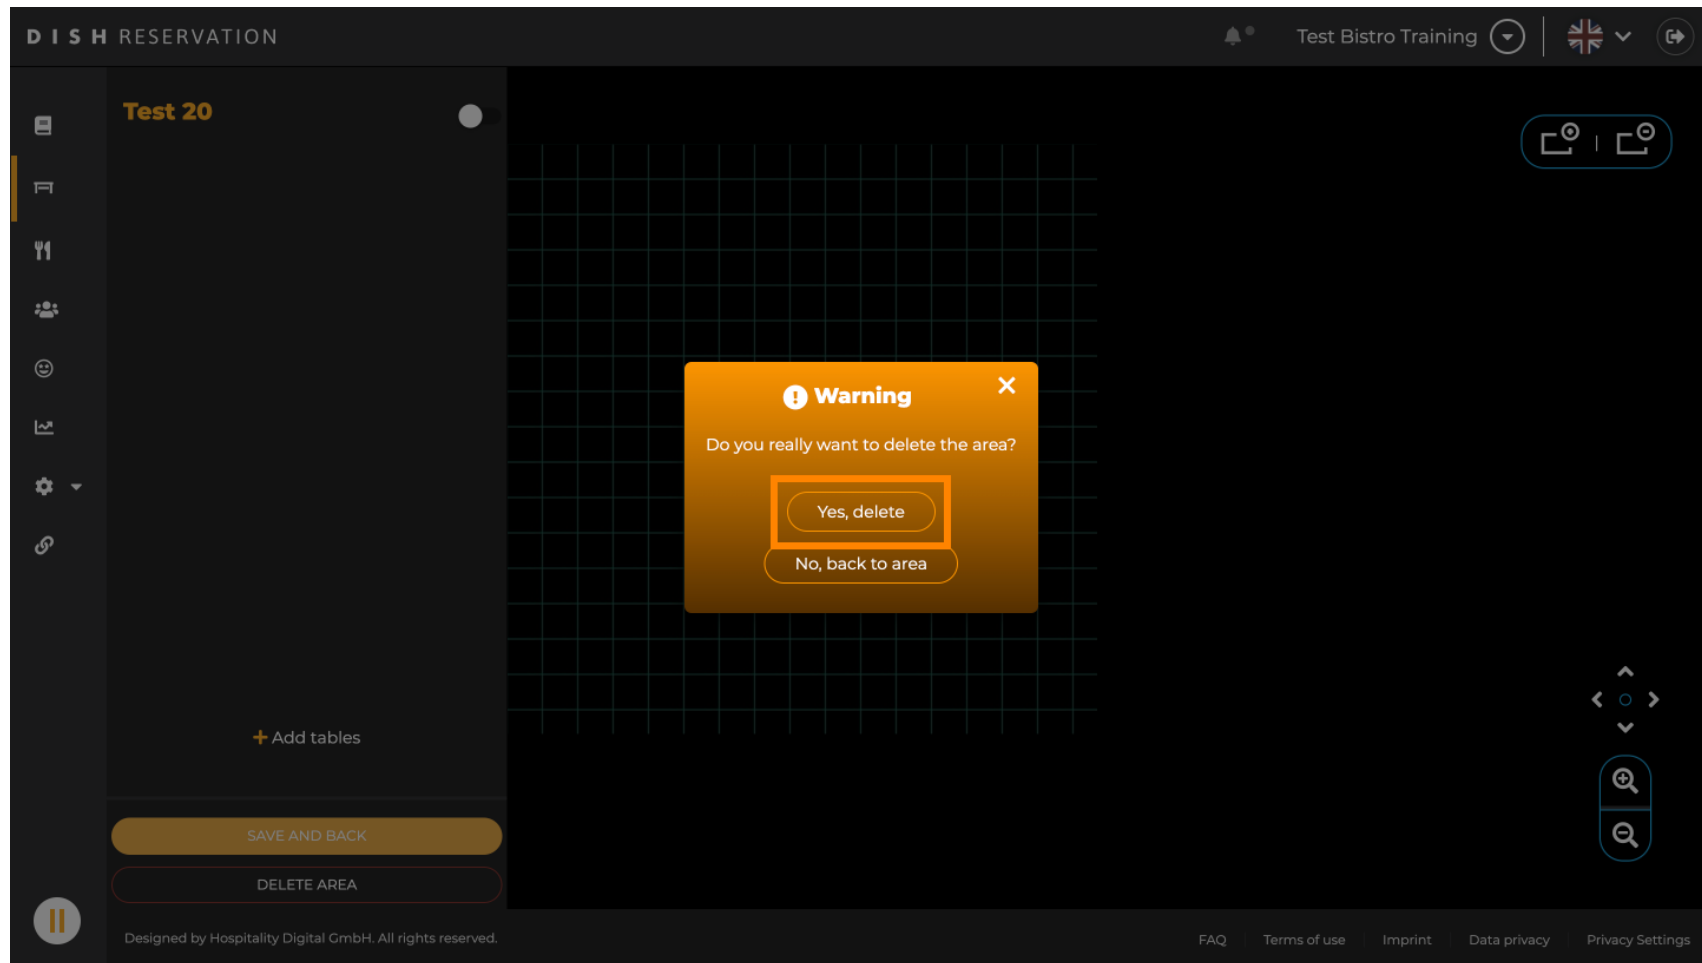 DISH RESERVATION
Test Bistro Training
Test 20
Warning
Do you really want to delete the area?
Yes, delete
No, back to area
Add tables
SAVE AND BACK
DELETE AREA
Designed by Hospitality Digital GmbH. All rights reserved.
FAQ
Terms of use
Imprint
Data privacy
Privacy Settings